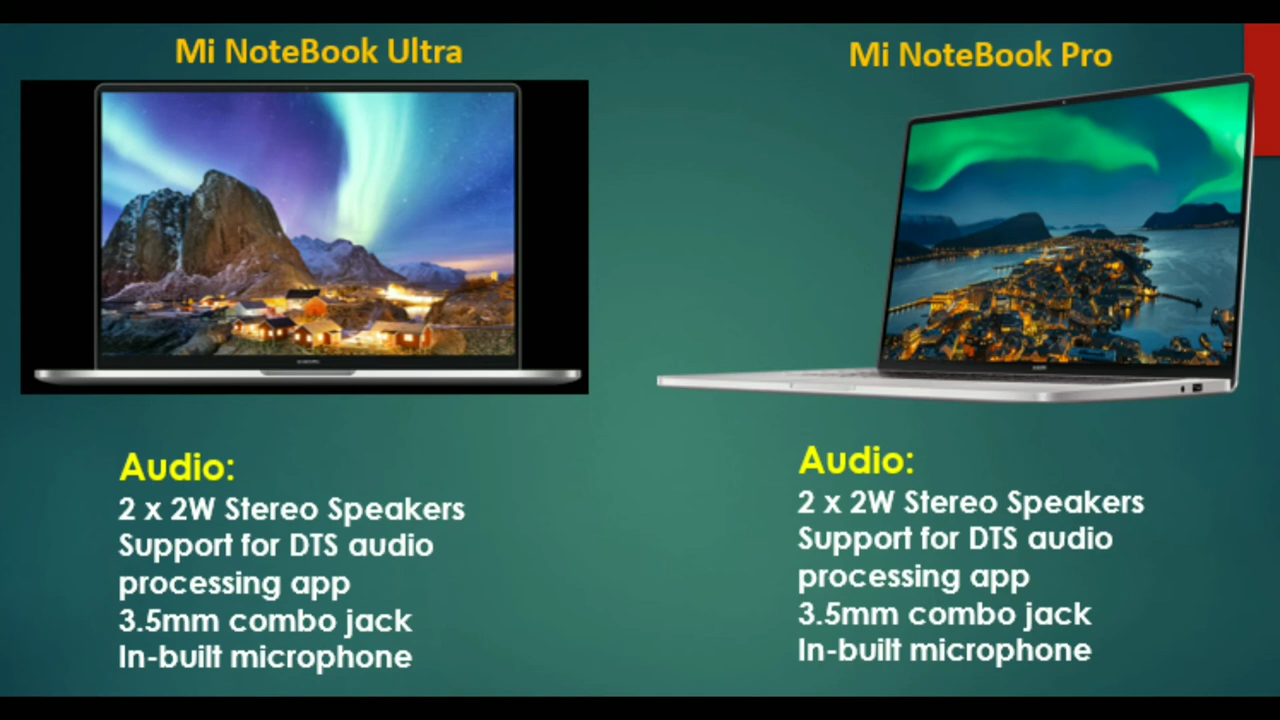 Mi NoteBook Ultra
Mi NoteBook Pro
Audio:
2 x 2W Stereo Speakers
Support for DTS audio
processing app
3.5mm combo jack
In-built microphone
Audio:
2 x 2W Stereo Speakers
Support for DTS audio
processing app
3.5mm combo jack
In-built microphone